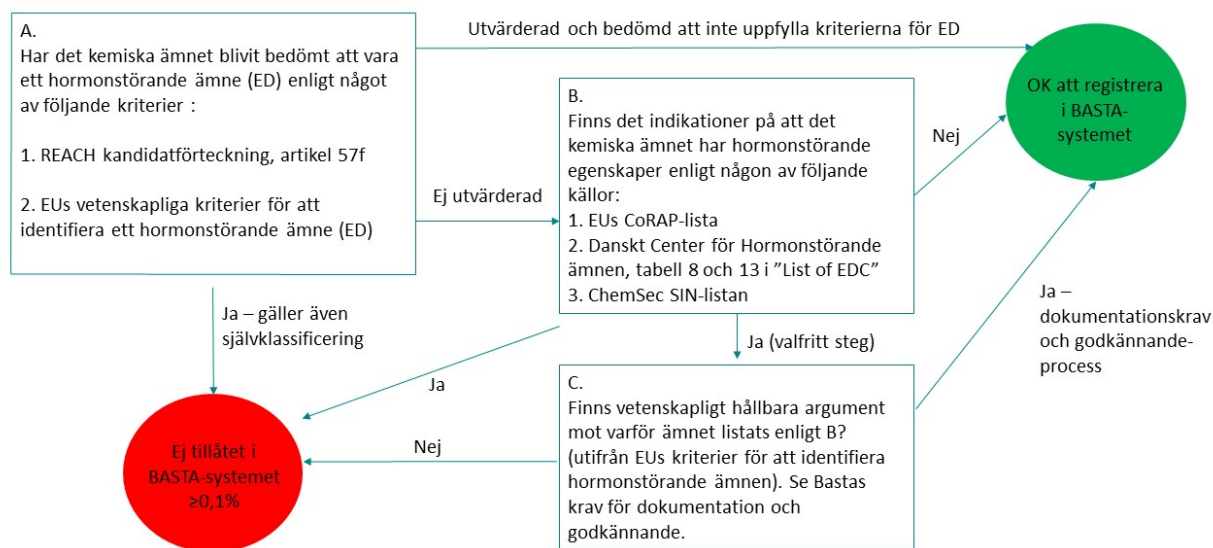 A.
Har det kemiska ämnet blivit bedömt att vara
ett hormonstörande ämne (ED) enligt något
av följande kriterier :
1. REACH kandidatförteckning, artikel 57f
2. EUs vetenskapliga kriterier för att
identifiera ett hormonstörande ämne (ED)
Utvärderad och bedömd att inte uppfylla kriterierna för ED
OK att registrera
i BASTA-
systemet
Ej utvärderad
B.
Finns det indikationer på att det
kemiska ämnet har hormonstörande
egenskaper enligt någon av följande
källor:
1. EUs CoRAP-lista
2. Danskt Center för Hormonstörande
ämnen, tabell 8 och 13 i ”List of EDC”
3. ChemSec SIN-listan
Nej
Ja – gäller även
självklassificering
Ja
Ja (valfritt steg)
Ja –
dokumentationskrav
och godkännande-
process
C.
Finns vetenskapligt hållbara argument
mot varför ämnet listats enligt B?
(utifrån EUs kriterier för att identifiera
hormonstörande ämnen). Se Bastas
krav för dokumentation och
godkännande.
Nej
Ej tillåtet i
BASTA-systemet
≥0,1%